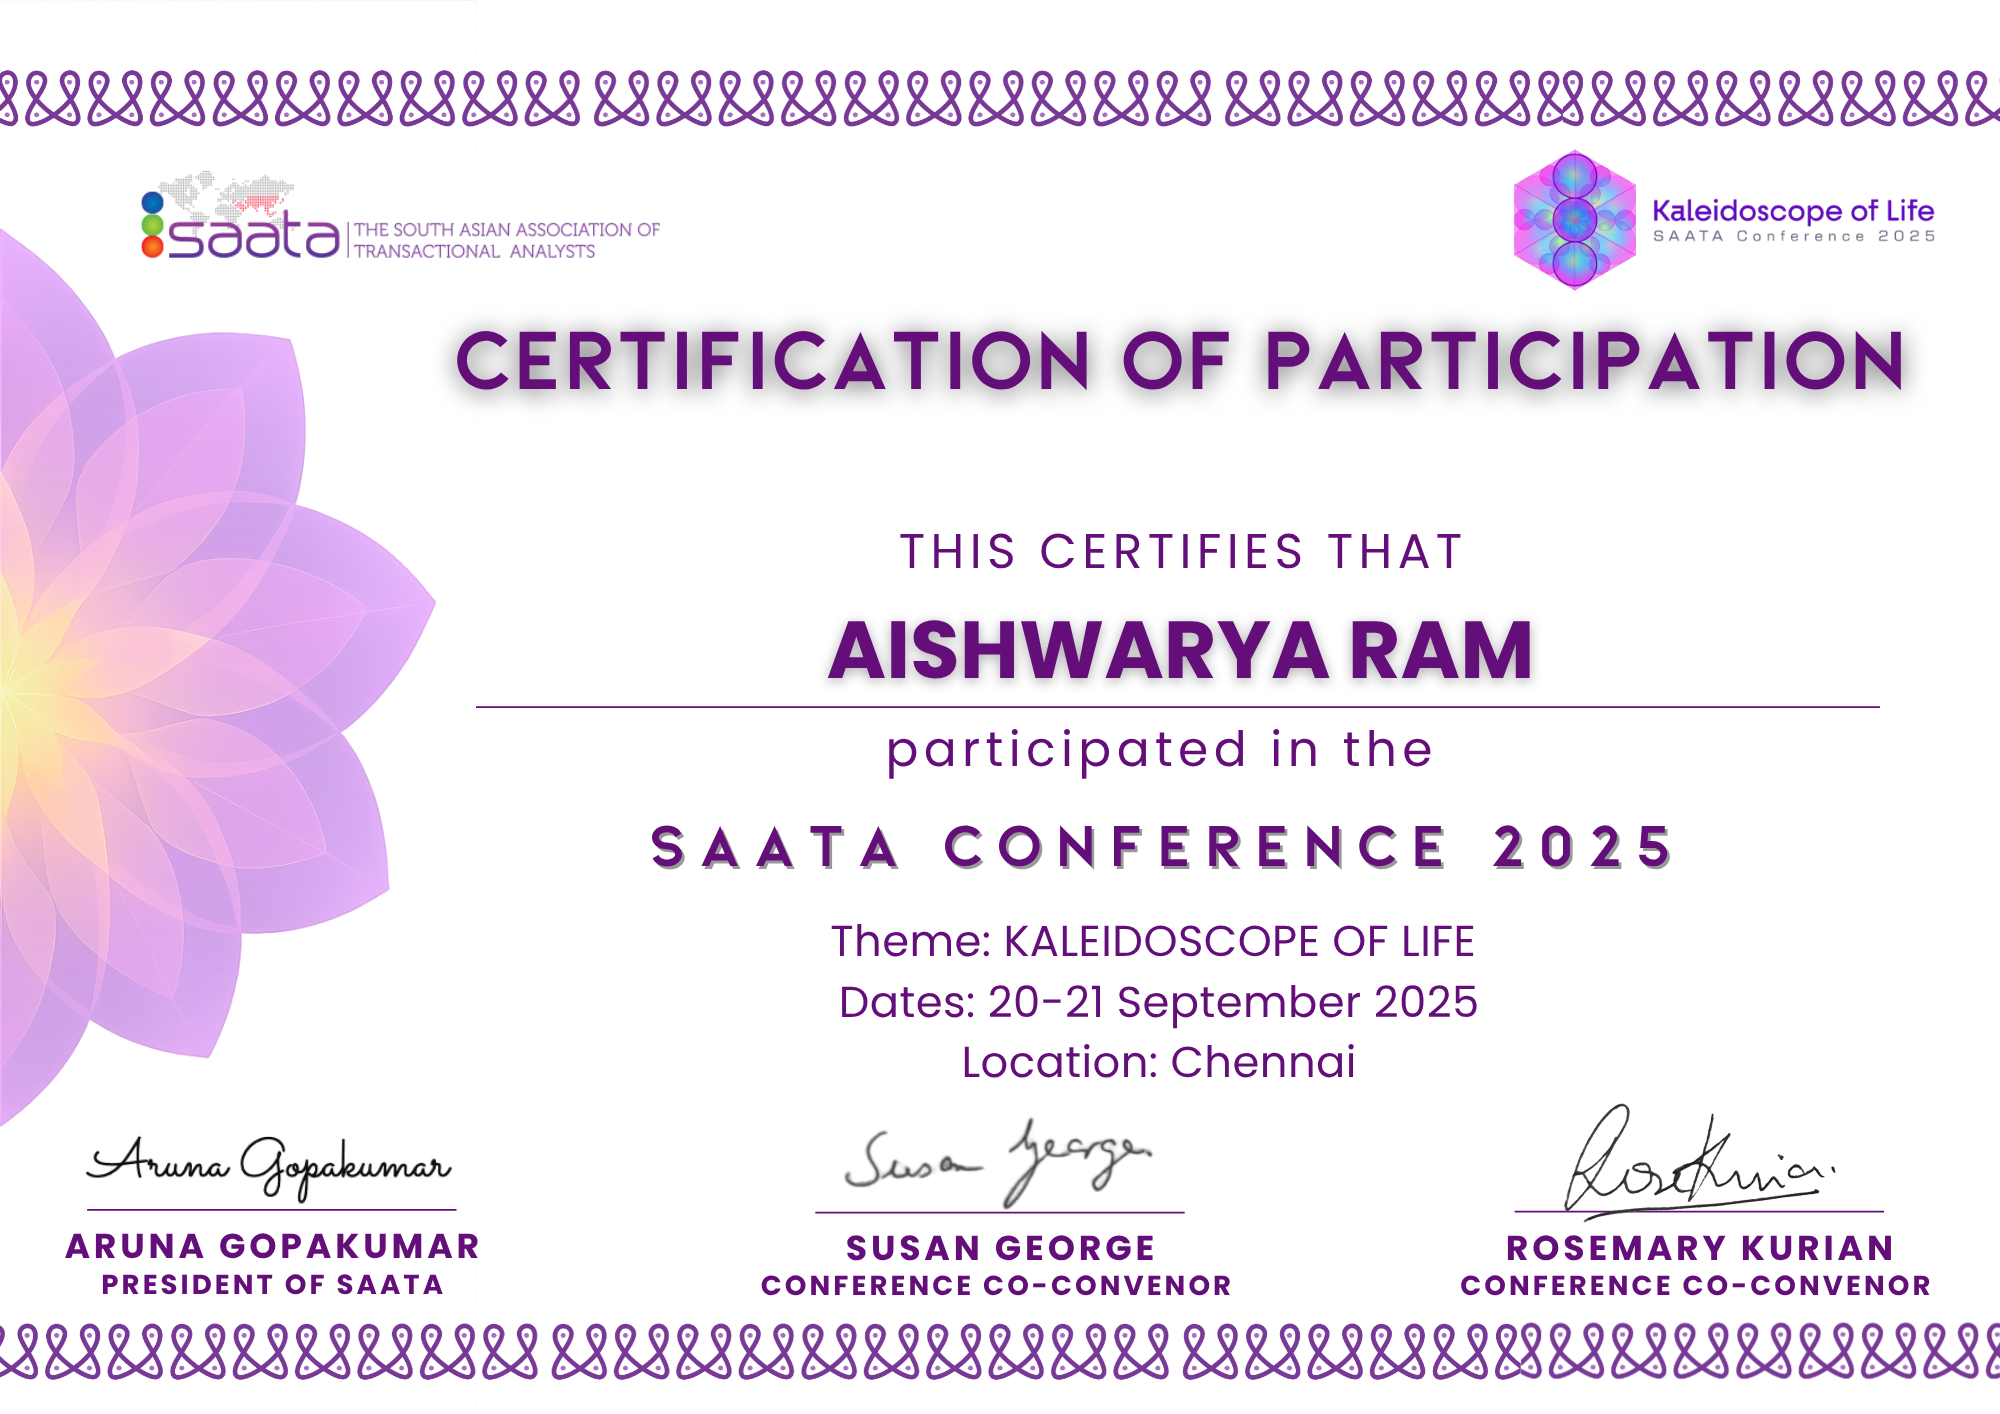 saata
THE SOUTH ASIAN ASSOCIATION OF
TRANSACTIONAL ANALYSTS
Kaleidoscope of Life
SAATA Conference 2025
CERTIFICATION OF PARTICIPATION
THIS CERTIFIES THAT
AISHWARYA RAM
participated in the
SAATA CONFERENCE 2025
Theme: KALEIDOSCOPE OF LIFE
Dates: 20-21 September 2025
Location: Chennai
Aruna Gopakumar
Susan George
RoseKurian
ARUNA GOPAKUMAR
PRESIDENT OF SAATA
SUSAN GEORGE
CONFERENCE CO-CONVENOR
ROSEMARY KURIAN
CONFERENCE CO-CONVENOR